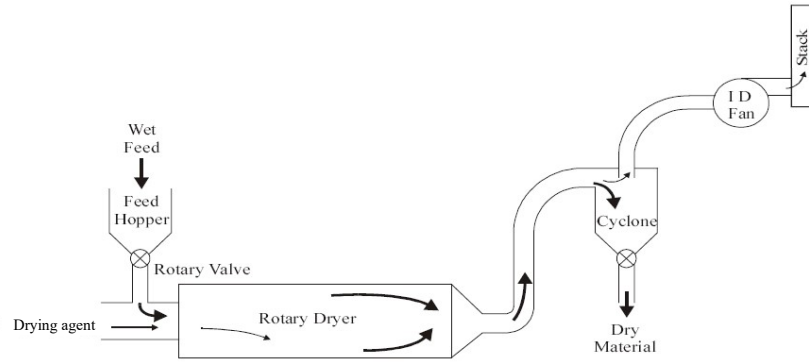 Wet
Feed
Feed
Hopper
Rotary Valve
Drying agent
Rotary Dryer
Cyclone
Dry
Material
I D
Fan
Stack